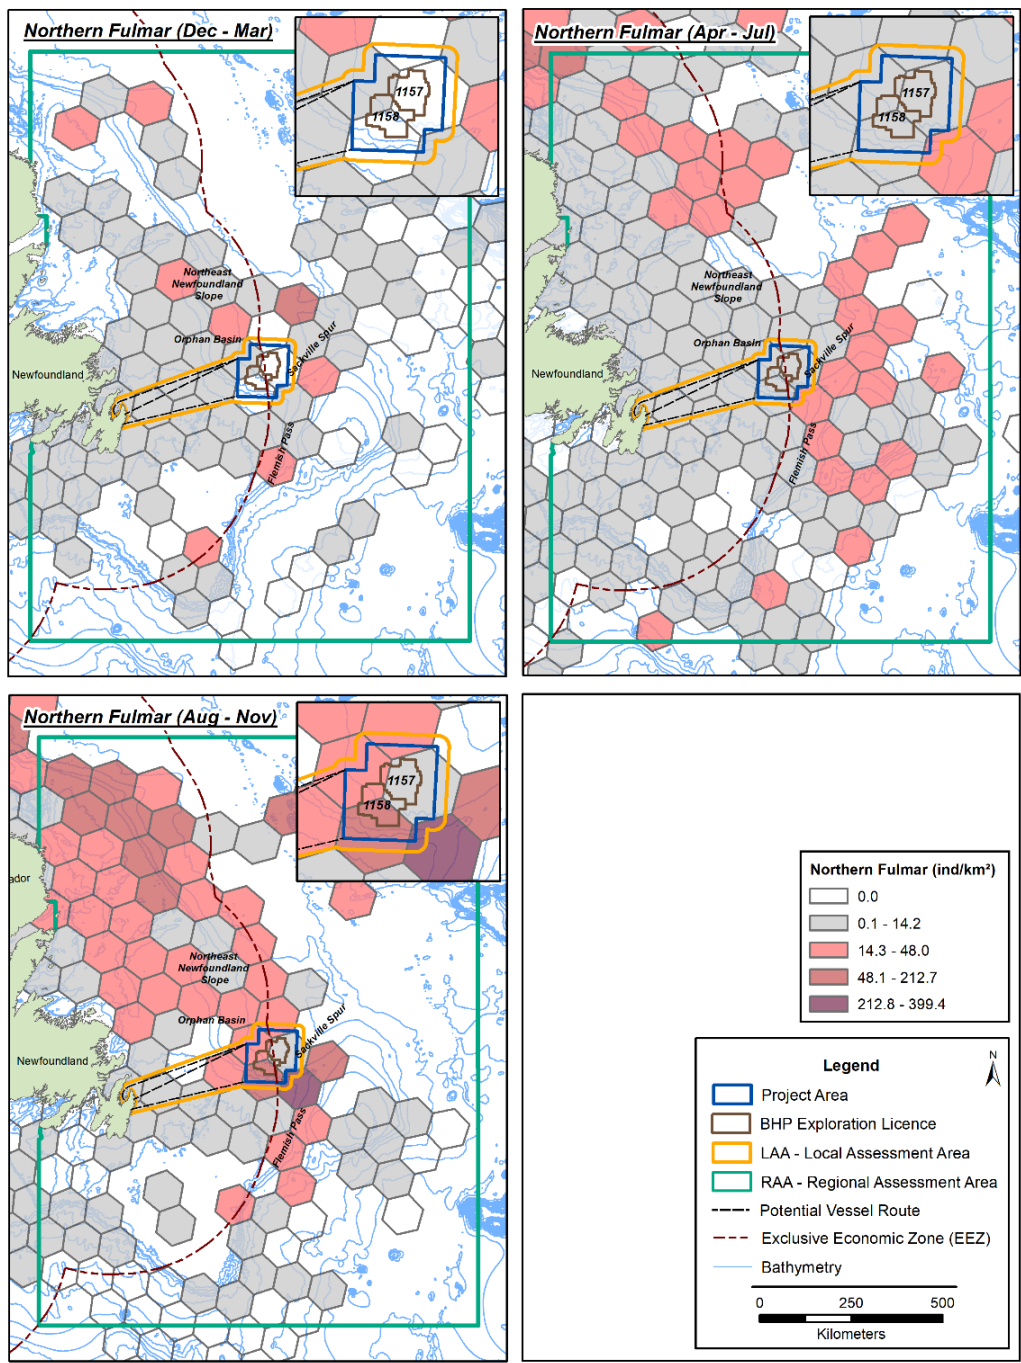 Northern Fulmar (Dec - Mar)
1157
1158
Northeast
Newfoundland
Slope
Orphan Basin
Sackville Spur
Newfoundland
Flemish Pass
Northern Fulmar (Apr - Jul)
1157
1158
Northeast
Newfoundland
Slope
Orphan Basin
Sackville Spur
Newfoundland
Flemish Pass
Northern Fulmar (Aug - Nov)
1157
1158
ador
Northeast
Newfoundland
Slope
Orphan Basin
Sackville Spur
Newfoundland
Flemish Pass
Northern Fulmar (ind/km²)
0.0
0.1 - 14.2
14.3 - 48.0
48.1 - 212.7
212.8 - 399.4
N
Legend
Project Area
BHP Exploration Licence
LAA - Local Assessment Area
RAA - Regional Assessment Area
Potential Vessel Route
Exclusive Economic Zone (EEZ)
Bathymetry
0 250 500
Kilometers